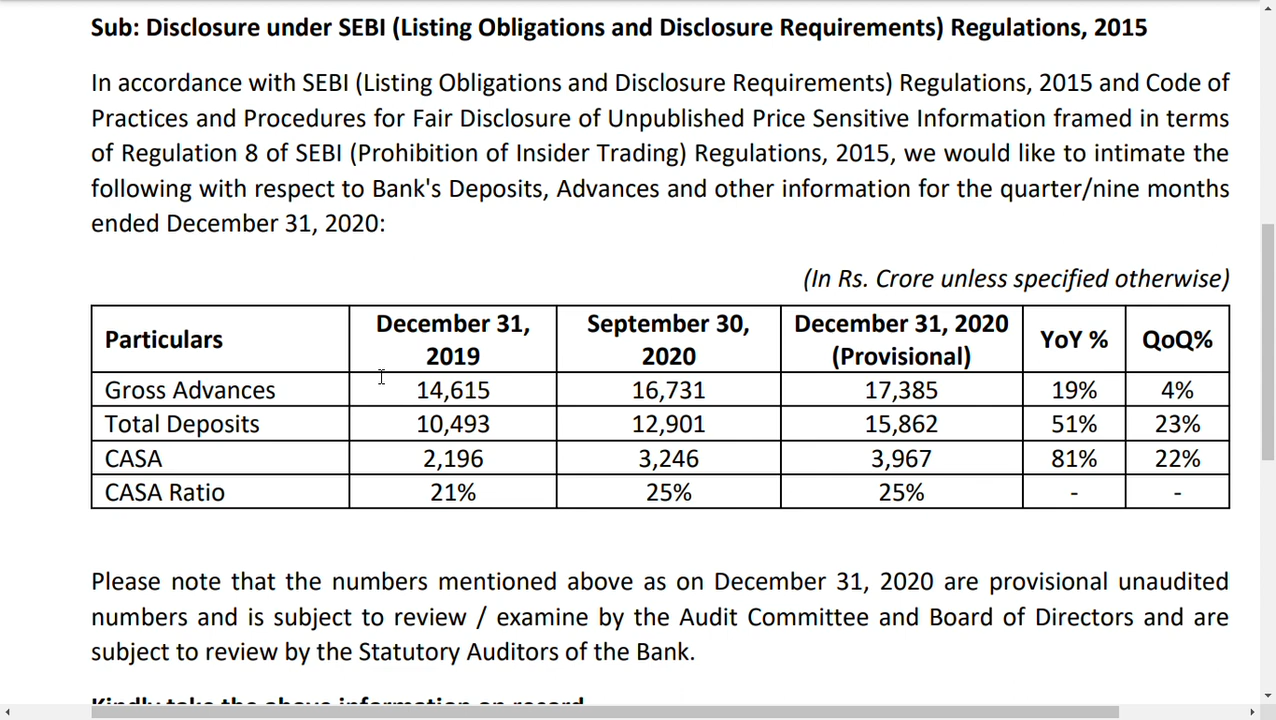 Sub: Disclosure under SEBI (Listing Obligations and Disclosure Requirements) Regulations, 2015
In accordance with SEBI (Listing Obligations and Disclosure Requirements) Regulations, 2015 and Code of
Practices and Procedures for Fair Disclosure of Unpublished Price Sensitive Information framed in terms
of Regulation 8 of SEBI (Prohibition of Insider Trading) Regulations, 2015, we would like to intimate the
following with respect to Bank's Deposits, Advances and other information for the quarter/nine months
ended December 31, 2020:
(In Rs. Crore unless specified otherwise)
Particulars December 31, 2019 September 30, 2020 December 31, 2020 (Provisional) YoY % QoQ%
Gross Advances 14,615 16,731 17,385 19% 4%
Total Deposits 10,493 12,901 15,862 51% 23%
CASA 2,196 3,246 3,967 81% 22%
CASA Ratio 21% 25% 25% - -
Please note that the numbers mentioned above as on December 31, 2020 are provisional unaudited
numbers and is subject to review / examine by the Audit Committee and Board of Directors and are
subject to review by the Statutory Auditors of the Bank.
Kindly take the above information on record